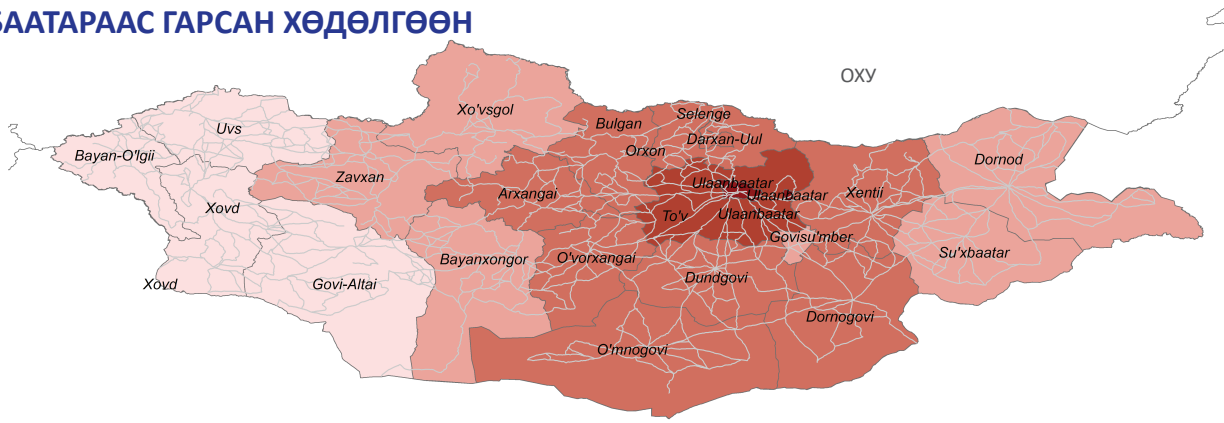 БААТАРААС ГАРСАН ХӨДӨЛГӨӨН
ОХУ
Xo'vsgol
Uvs
Bulgan
Selenge
Darxan-Uul
Orxon
Bayan-O'lgii
Zavxan
Arxangai
Ulaanbaatar
Ulaanbaatar
Xentii
Dornod
Xovd
To'v
Ulaanbaatar
Govisu'mber
Su'xbaatar
O'vorxangai
Bayanxongor
Xovd
Govi-Altai
Dundgovi
Dornogovi
O'mnogovi